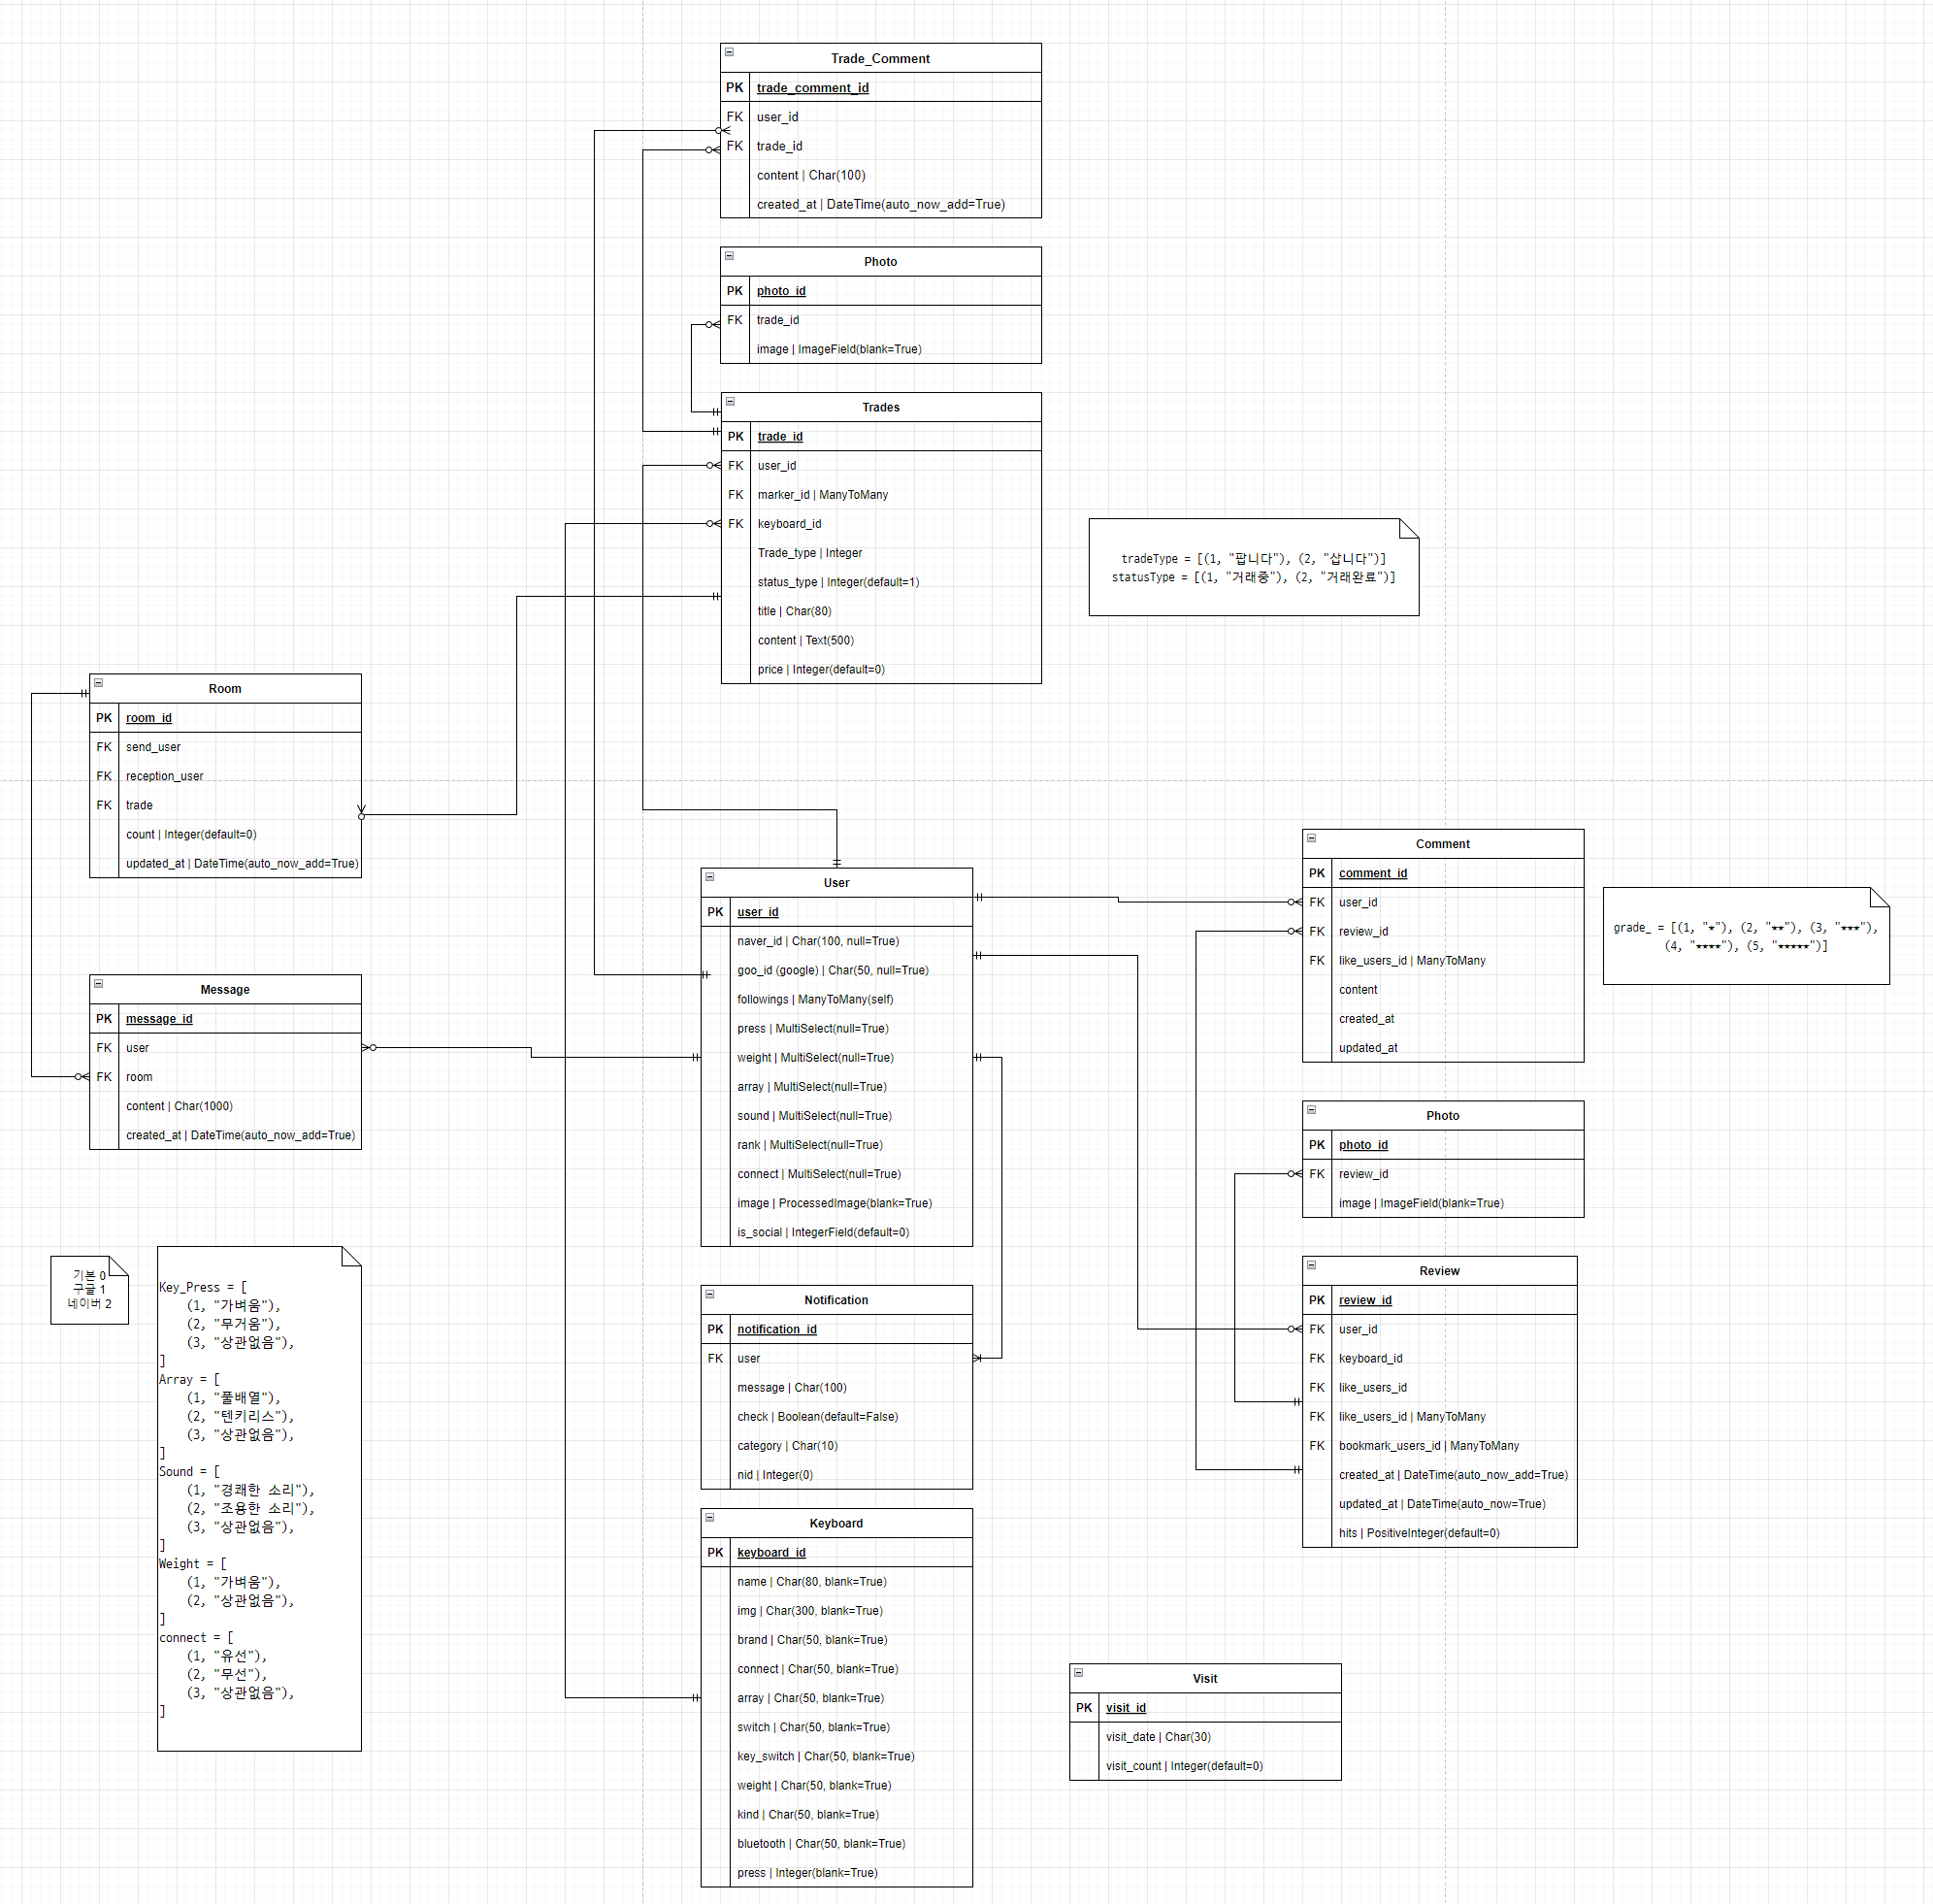 Trade_Comment
PK trade_comment_id
FK user_id
FK trade_id
content | Char(100)
created_at | DateTime(auto_now_add=True)
Photo
PK photo_id
FK trade_id
image | ImageField(blank=True)
Trades
PK trade_id
FK user_id
FK marker_id | ManyToMany
FK keyboard_id
Trade_type | Integer
status_type | Integer(default=1)
title | Char(80)
content | Text(500)
price | Integer(default=0)
tradeType = [(1, "팝니다"), (2, "삽니다")]
statusType = [(1, "거래중"), (2, "거래완료")]
Room
PK room_id
FK send_user
FK reception_user
FK trade
count | Integer(default=0)
updated_at | DateTime(auto_now_add=True)
Message
PK message_id
FK user
FK room
content | Char(1000)
created_at | DateTime(auto_now_add=True)
User
PK user_id
naver_id | Char(100, null=True)
goo_id (google) | Char(50, null=True)
followings | ManyToMany(self)
press | MultiSelect(null=True)
weight | MultiSelect(null=True)
array | MultiSelect(null=True)
sound | MultiSelect(null=True)
rank | MultiSelect(null=True)
connect | MultiSelect(null=True)
image | ProcessedImage(blank=True)
is_social | IntegerField(default=0)
Comment
PK comment_id
FK user_id
FK review_id
FK like_users_id | ManyToMany
content
created_at
updated_at
grade_ = [(1, "★"), (2, "★★"), (3, "★★★"),
(4, "★★★★"), (5, "★★★★★")]
Photo
PK photo_id
FK review_id
image | ImageField(blank=True)
Review
PK review_id
FK user_id
FK keyboard_id
FK like_users_id
FK like_users_id | ManyToMany
FK bookmark_users_id | ManyToMany
created_at | DateTime(auto_now_add=True)
updated_at | DateTime(auto_now=True)
hits | PositiveInteger(default=0)
기본 0
구글 1
네이버 2
Key_Press = [
(1, "가벼움"),
(2, "무거움"),
(3, "상관없음"),
]
Array = [
(1, "풀배열"),
(2, "텐키리스"),
(3, "상관없음"),
]
Sound = [
(1, "경쾌한 소리"),
(2, "조용한 소리"),
(3, "상관없음"),
]
Weight = [
(1, "가벼움"),
(2, "상관없음"),
]
connect = [
(1, "유선"),
(2, "무선"),
(3, "상관없음"),
]
Notification
PK notification_id
FK user
message | Char(100)
check | Boolean(default=False)
category | Char(10)
nid | Integer(0)
Keyboard
PK keyboard_id
name | Char(80, blank=True)
img | Char(300, blank=True)
brand | Char(50, blank=True)
connect | Char(50, blank=True)
array | Char(50, blank=True)
switch | Char(50, blank=True)
key_switch | Char(50, blank=True)
weight | Char(50, blank=True)
kind | Char(50, blank=True)
bluetooth | Char(50, blank=True)
press | Integer(blank=True)
Visit
PK visit_id
visit_date | Char(30)
visit_count | Integer(default=0)